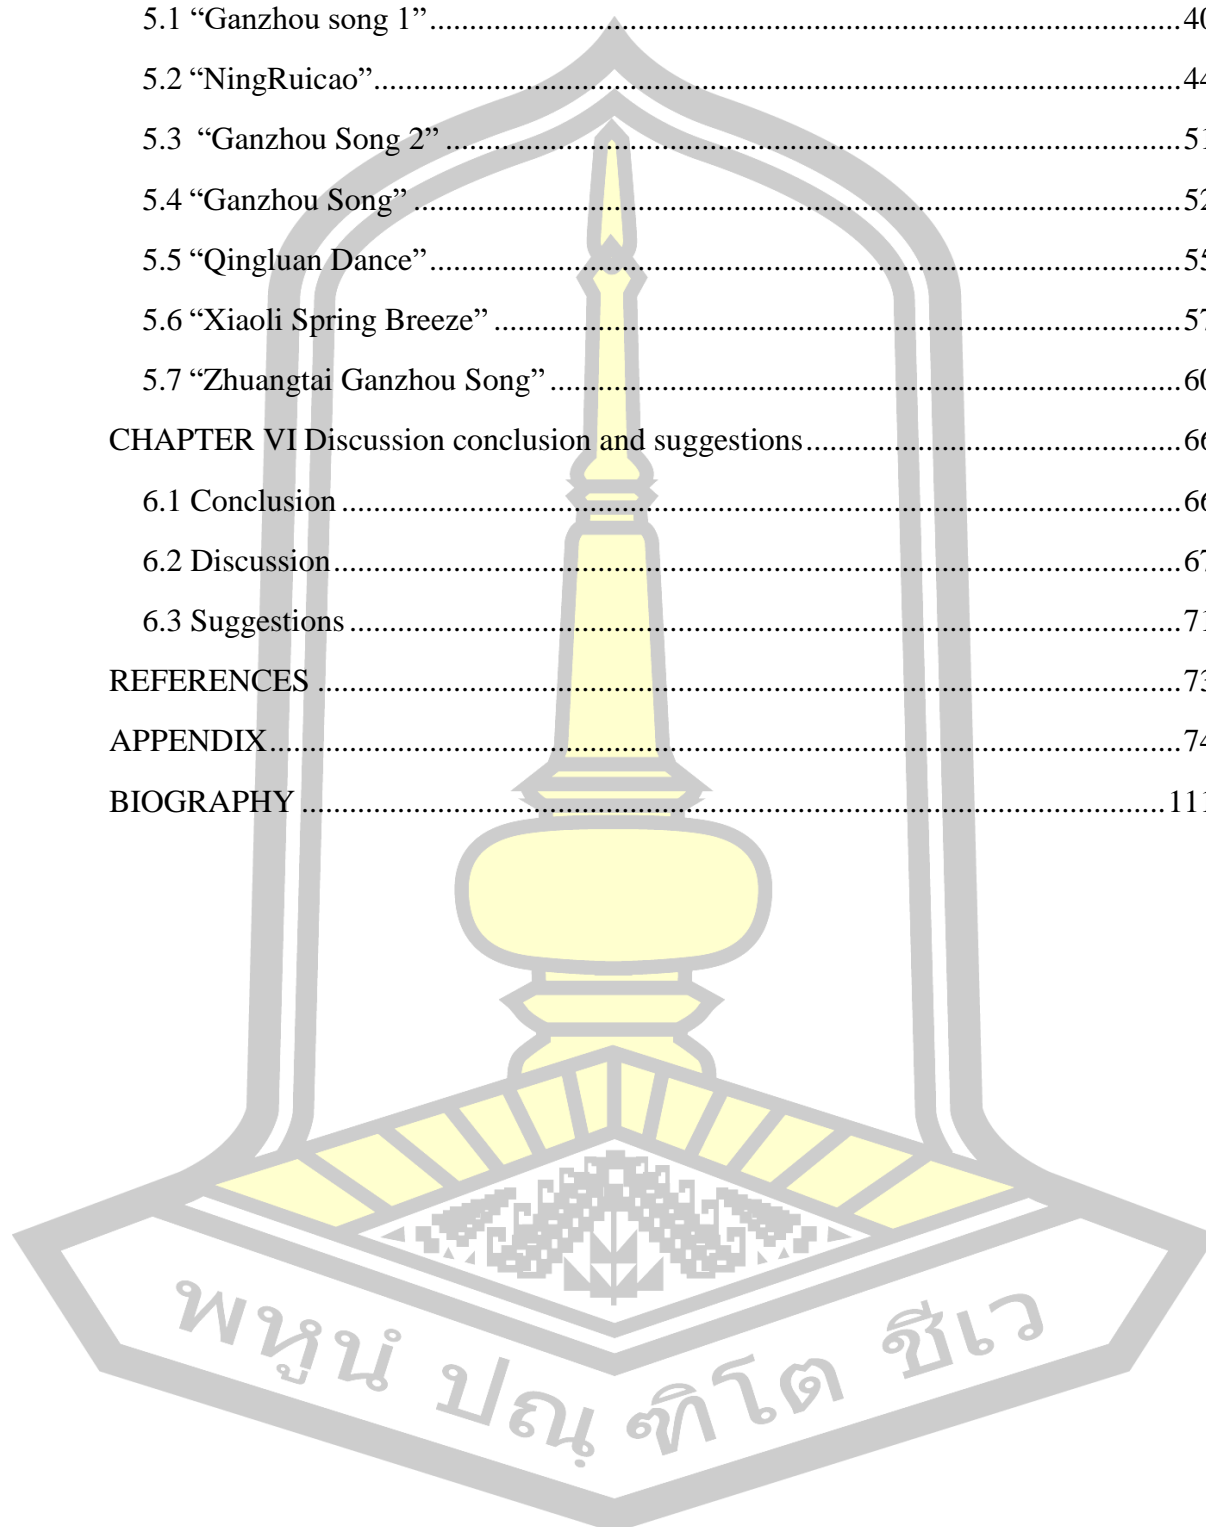 5.1 “Ganzhou song 1”..........40
5.2 “NingRuicao”..........44
5.3 “Ganzhou Song 2”..........51
5.4 “Ganzhou Song”..........52
5.5 “Qingluan Dance”..........55
5.6 “Xiaoli Spring Breeze”..........57
5.7 “Zhuangtai Ganzhou Song”..........60
CHAPTER VI Discussion conclusion and suggestions..........66
6.1 Conclusion..........66
6.2 Discussion..........67
6.3 Suggestions..........71
REFERENCES..........73
APPENDIX..........74
BIOGRAPHY..........111
พหูนํ ปณฺฑิโต ชีเว